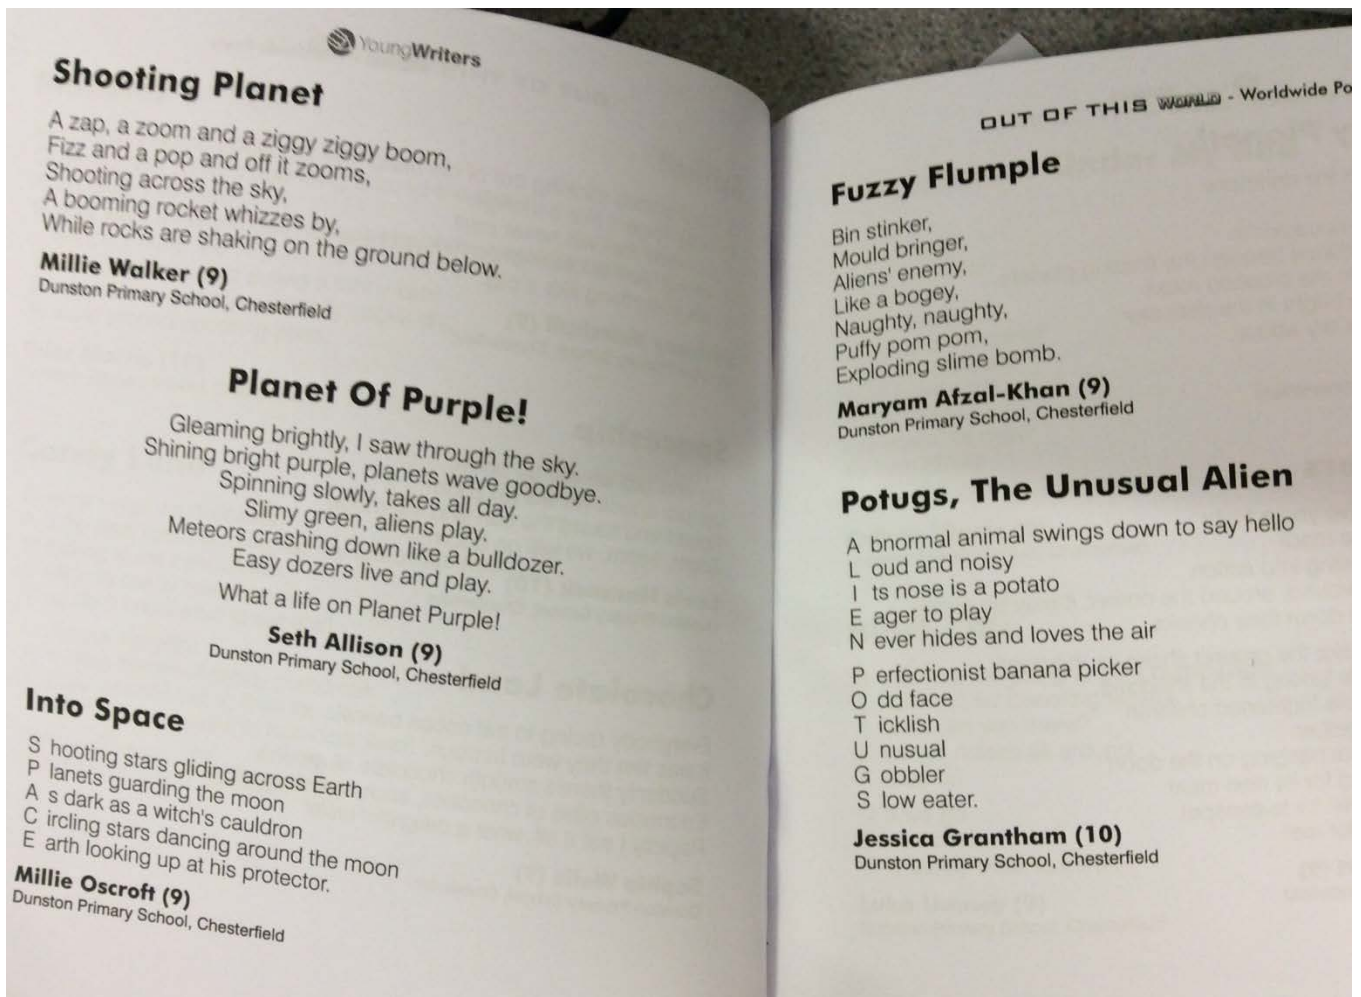 YoungWriters
Shooting Planet
A zap, a zoom and a ziggy ziggy boom,
Fizz and a pop and off it zooms,
Shooting across the sky,
A booming rocket whizzes by,
While rocks are shaking on the ground below.
Millie Walker (9)
Dunston Primary School, Chesterfield
Planet Of Purple!
Gleaming brightly, I saw through the sky.
Shining bright purple, planets wave goodbye.
Spinning slowly, takes all day.
Slimy green, aliens play.
Meteors crashing down like a bulldozer.
Easy dozers live and play.
What a life on Planet Purple!
Seth Allison (9)
Dunston Primary School, Chesterfield
Into Space
S hooting stars gliding across Earth
P lanets guarding the moon
A s dark as a witch's cauldron
C ircling stars dancing around the moon
E arth looking up at his protector.
Millie Oscroft (9)
Dunston Primary School, Chesterfield
OUT OF THIS WORLD - Worldwide Po
Fuzzy Flumple
Bin stinker,
Mould bringer,
Aliens' enemy,
Like a bogey,
Naughty, naughty,
Puffy pom pom,
Exploding slime bomb.
Maryam Afzal-Khan (9)
Dunston Primary School, Chesterfield
Potugs, The Unusual Alien
A bnormal animal swings down to say hello
L oud and noisy
I ts nose is a potato
E ager to play
N ever hides and loves the air
P erfectionist banana picker
O dd face
T icklish
U nusual
G obbler
S low eater.
Jessica Grantham (10)
Dunston Primary School, Chesterfield